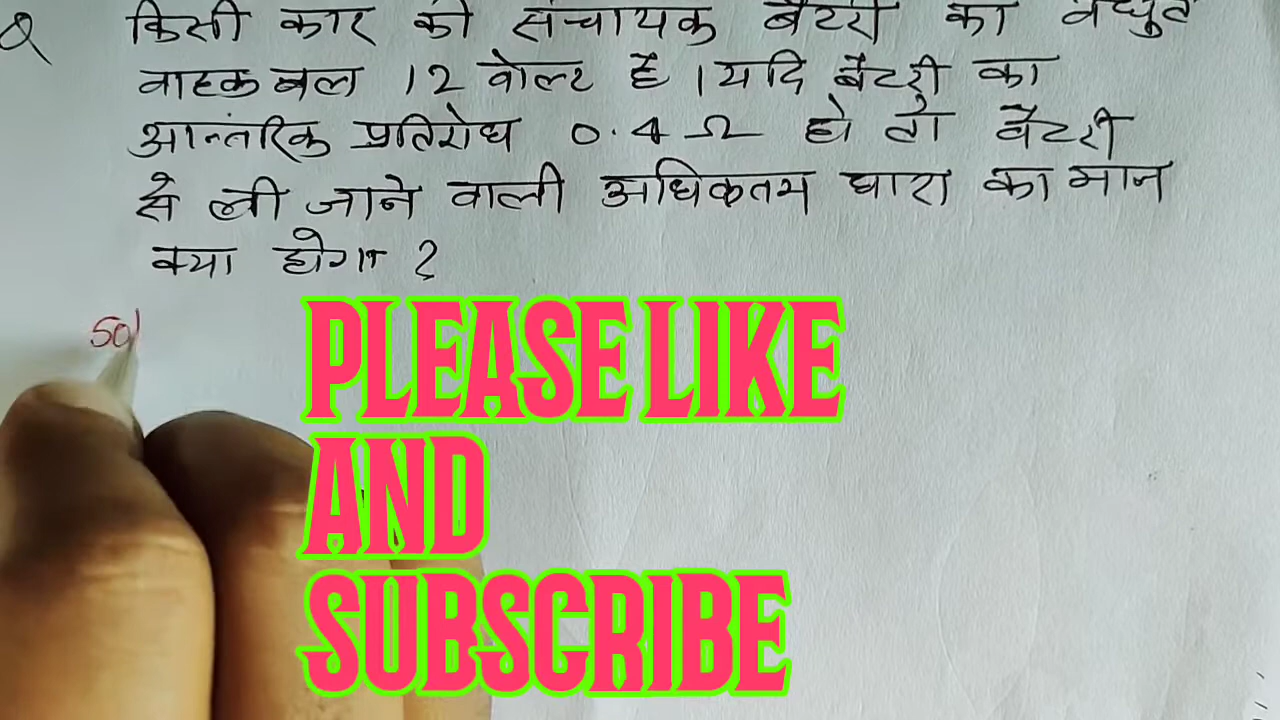 Q किसी कार की संचायक बैटरी का वैद्युत
वाहक बल 12 वोल्ट है । यदि बैटरी का
आन्तरिक प्रतिरोध 0.4 Ω हो तो बैटरी
से ली जाने वाली अधिकतम धारा का मान
क्या होगा ?
Sol
PLEASE LIKE
AND
SUBSCRIBE